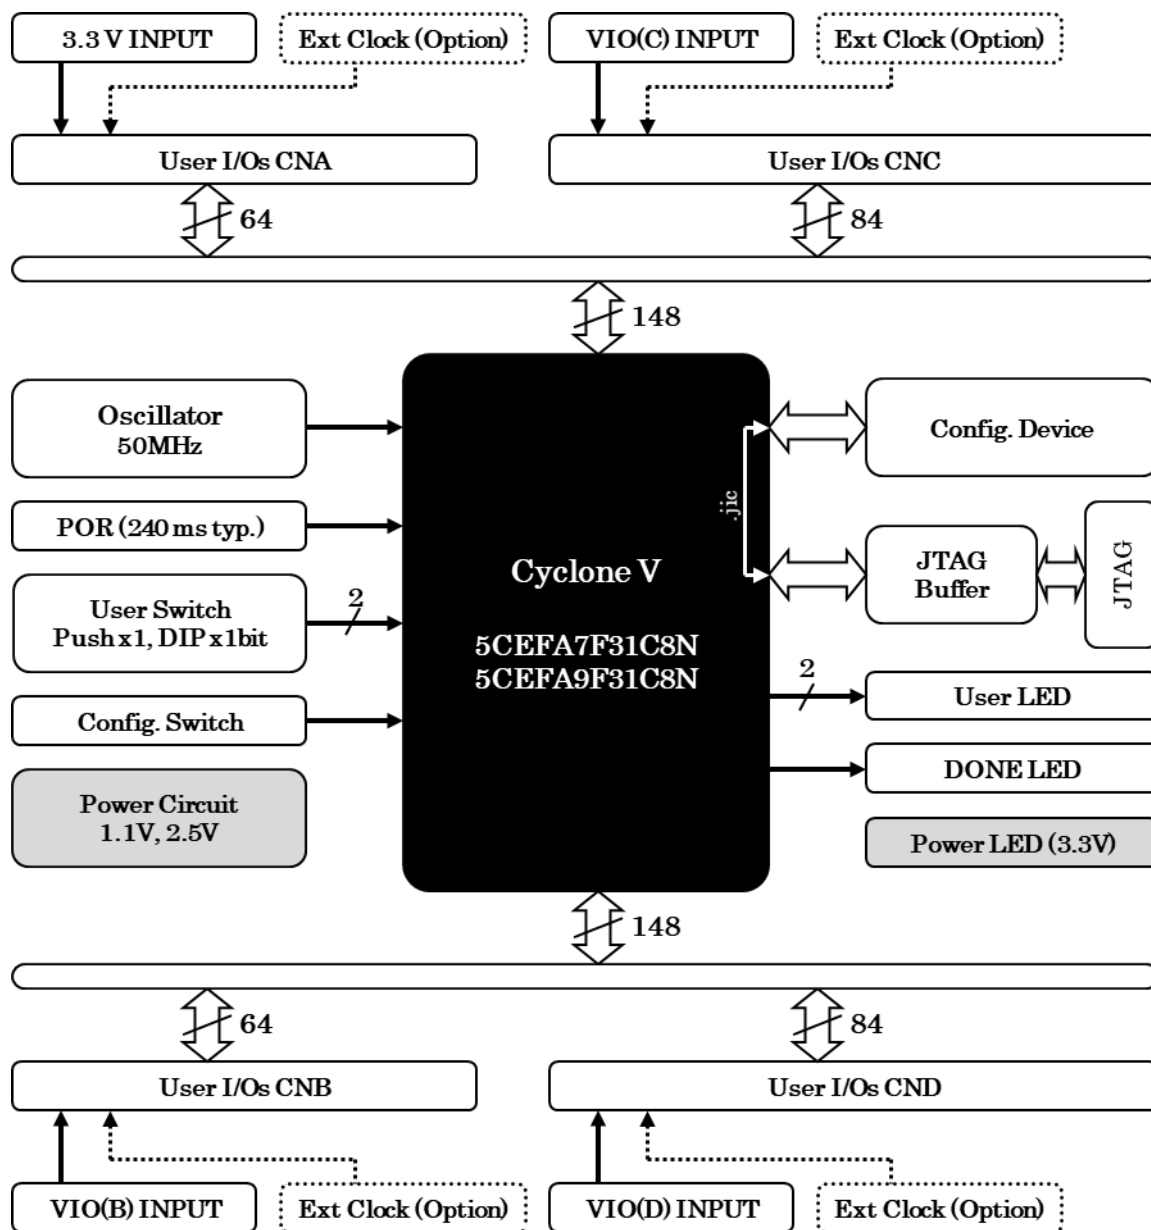 3.3 V INPUT
Ext Clock (Option)
VIO(C) INPUT
Ext Clock (Option)
User I/Os CNA
User I/Os CNC
64
84
148
Oscillator
50MHz
Config. Device
POR (240 ms typ.)
.jic
JTAG
Buffer
JTAG
Cyclone V
User Switch
Push x1, DIP x1bit
2
5CEFA7F31C8N
5CEFA9F31C8N
2
User LED
Config. Switch
DONE LED
Power Circuit
1.1V, 2.5V
Power LED (3.3V)
148
64
84
User I/Os CNB
User I/Os CND
VIO(B) INPUT
Ext Clock (Option)
VIO(D) INPUT
Ext Clock (Option)